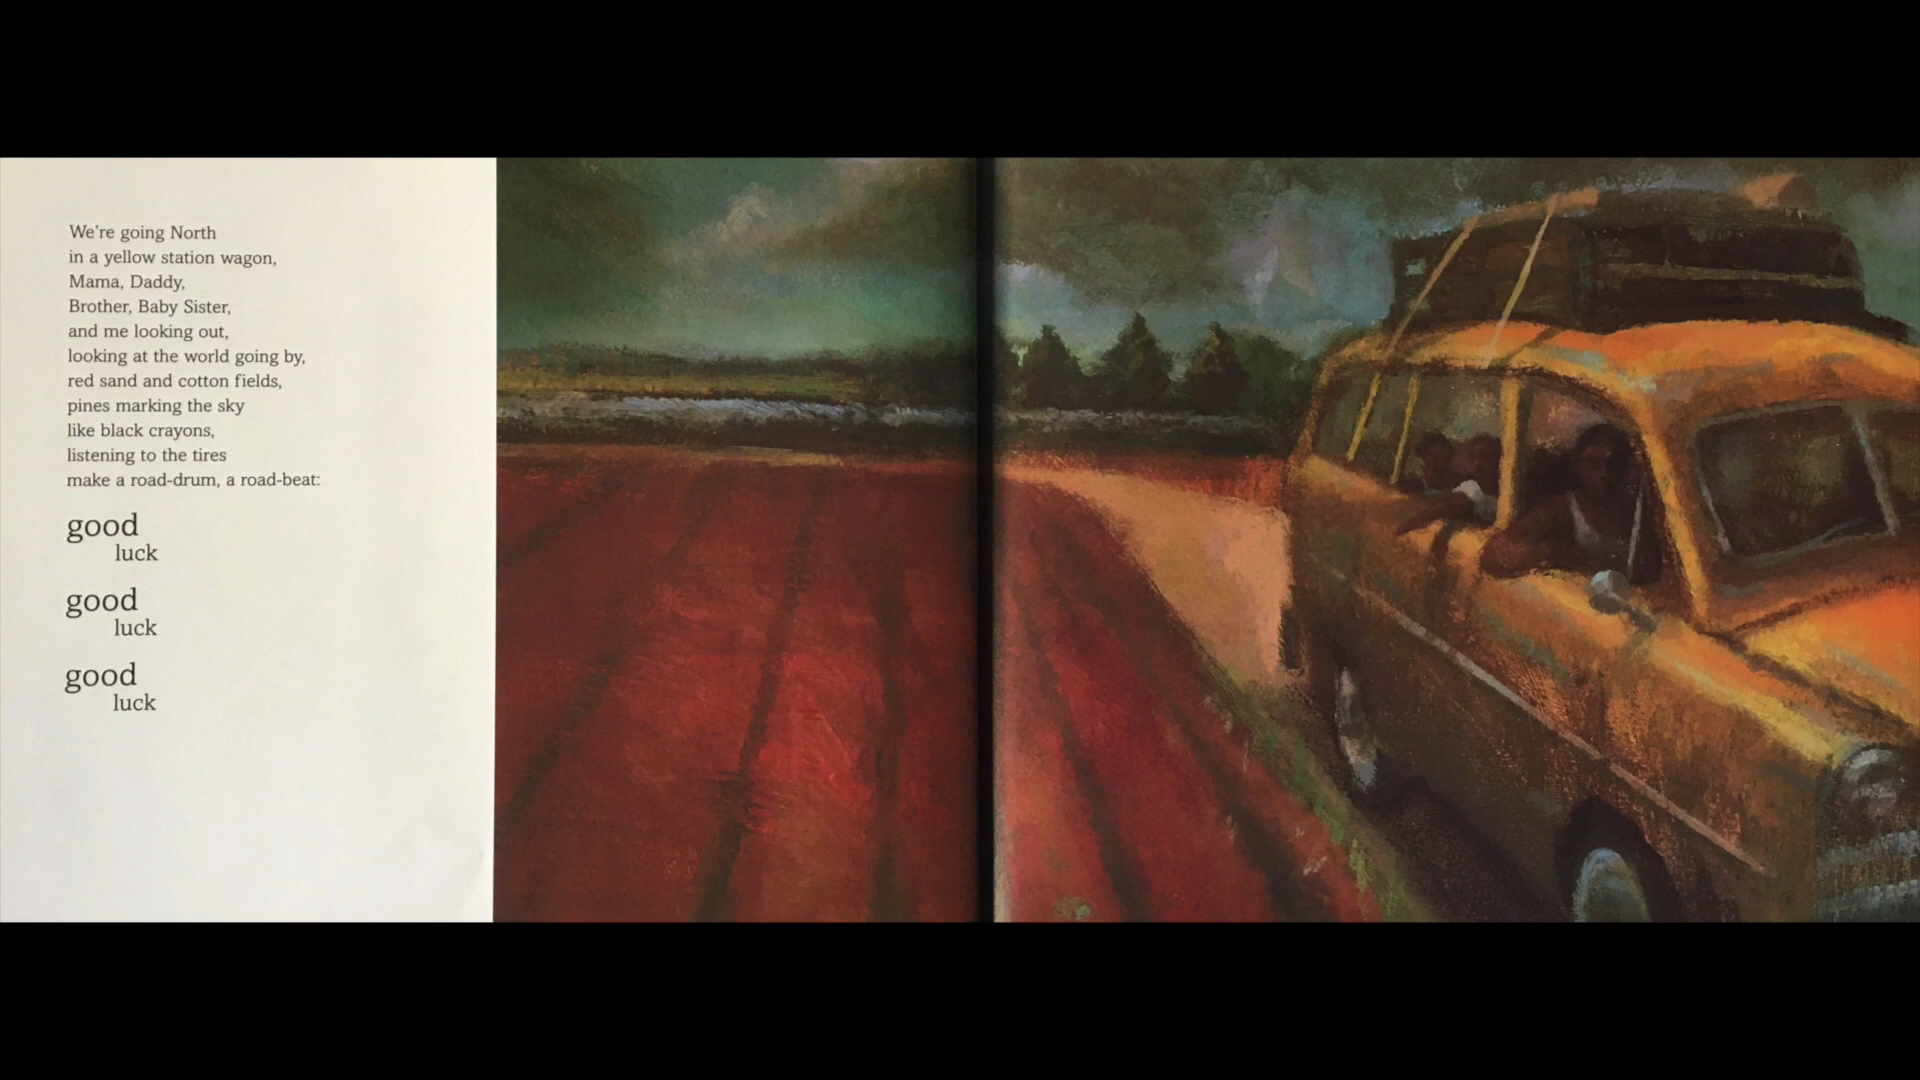 We're going North
in a yellow station wagon,
Mama, Daddy,
Brother, Baby Sister,
and me looking out,
looking at the world going by,
red sand and cotton fields,
pines marking the sky
like black crayons,
listening to the tires
make a road-drum, a road-beat:
good
luck
good
luck
good
luck